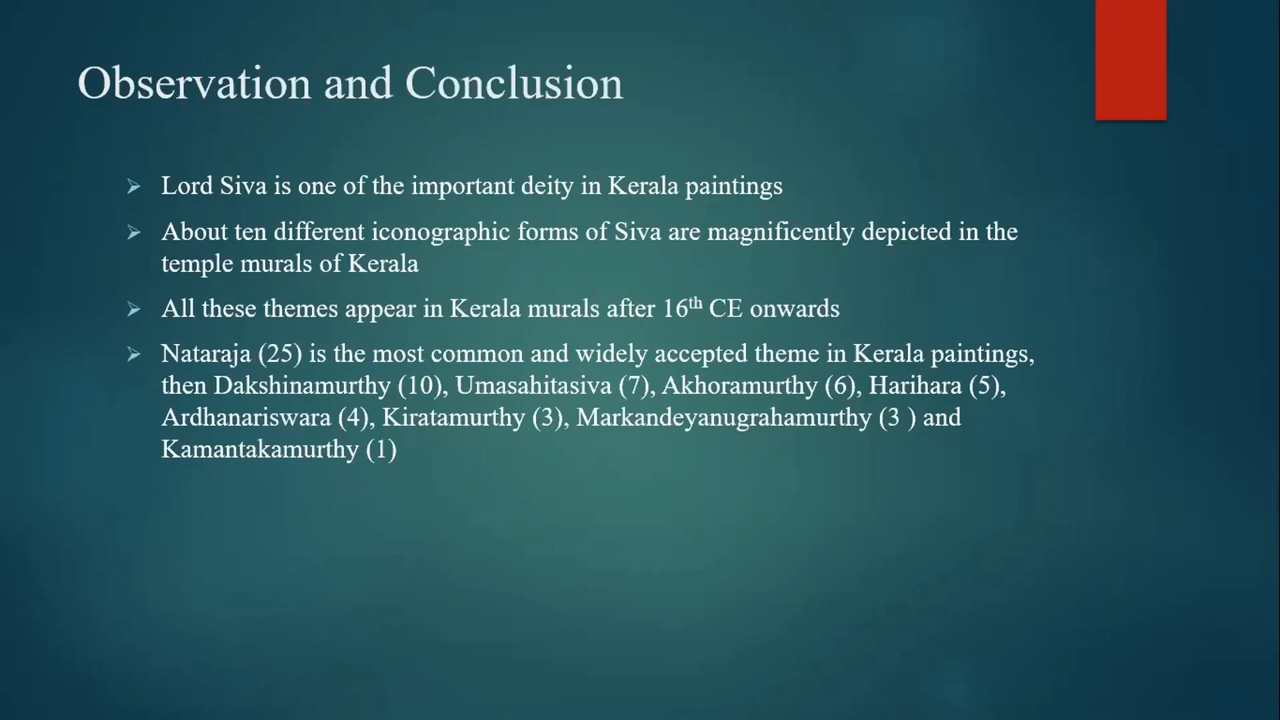 Observation and Conclusion
Lord Siva is one of the important deity in Kerala paintings
About ten different iconographic forms of Siva are magnificently depicted in the
temple murals of Kerala
All these themes appear in Kerala murals after 16th CE onwards
Nataraja (25) is the most common and widely accepted theme in Kerala paintings,
then Dakshinamurthy (10), Umasahitasiva (7), Akhoramurthy (6), Harihara (5),
Ardhanariswara (4), Kiratamurthy (3), Markandeyanugrahamurthy (3 ) and
Kamantakamurthy (1)